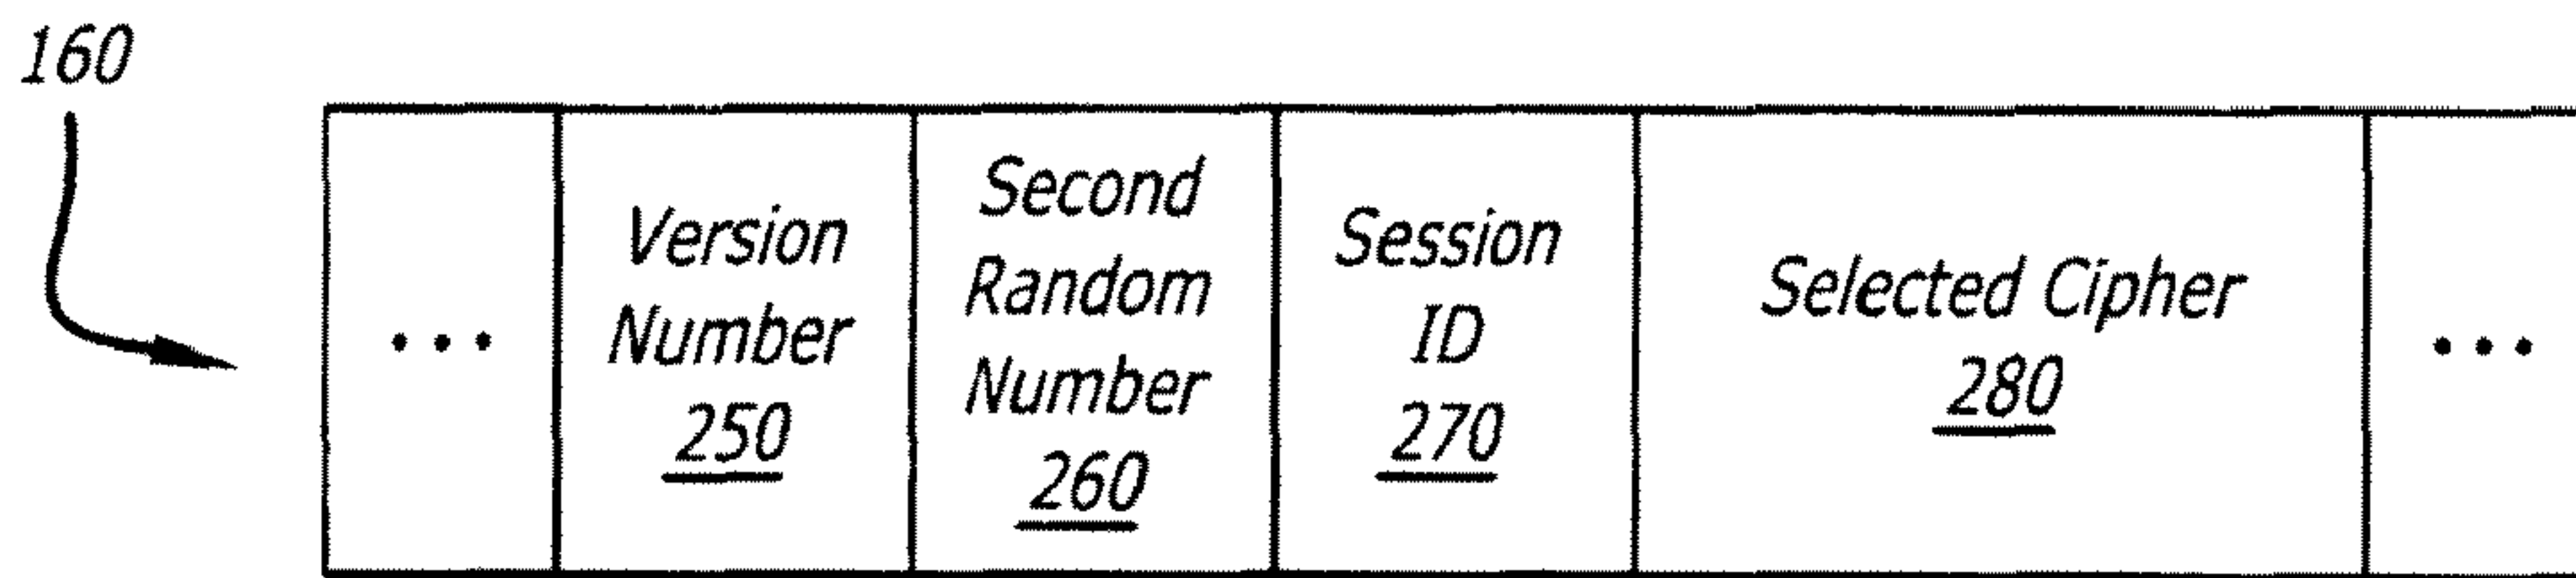 160
...
Version
Number
250
Second
Random
Number
260
Session
ID
270
Selected Cipher
280
...